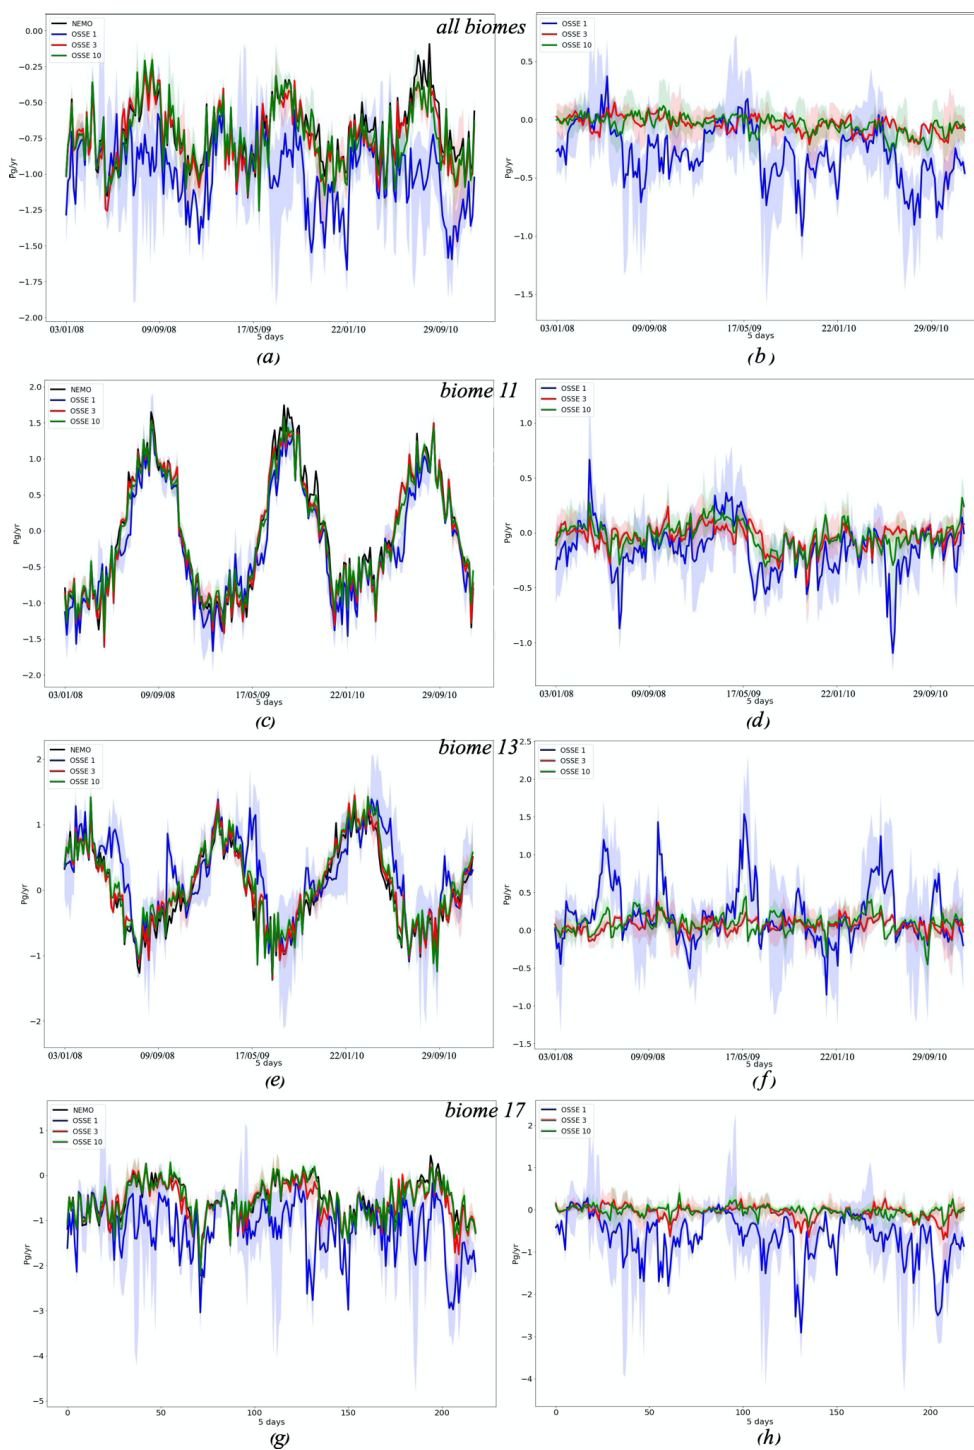 all biomes
NEMO
OSSE 1
OSSE 3
OSSE 10
0.00
−0.25
−0.50
−0.75
−1.00
−1.25
−1.50
−1.75
−2.00
Pg/yr
03/01/08 09/09/08 17/05/09 22/01/10 29/09/10
5 days
(a)
OSSE 1
OSSE 3
OSSE 10
0.5
0.0
−0.5
−1.0
−1.5
Pg/yr
03/01/08 09/09/08 17/05/09 22/01/10 29/09/10
5 days
(b)
biome 11
NEMO
OSSE 1
OSSE 3
OSSE 10
2.0
1.5
1.0
0.5
0.0
−0.5
−1.0
−1.5
−2.0
Pg/yr
03/01/08 09/09/08 17/05/09 22/01/10 29/09/10
5 days
(c)
OSSE 1
OSSE 3
OSSE 10
1.0
0.5
0.0
−0.5
−1.0
Pg/yr
03/01/08 09/09/08 17/05/09 22/01/10 29/09/10
5 days
(d)
biome 13
NEMO
OSSE 1
OSSE 3
OSSE 10
2
1
0
−1
−2
Pg/yr
03/01/08 09/09/08 17/05/09 22/01/10 29/09/10
5 days
(e)
OSSE 1
OSSE 3
OSSE 10
2.5
2.0
1.5
1.0
0.5
0.0
−0.5
−1.0
−1.5
Pg/yr
03/01/08 09/09/08 17/05/09 22/01/10 29/09/10
5 days
(f)
biome 17
NEMO
OSSE 1
OSSE 3
OSSE 10
1
0
−1
−2
−3
−4
−5
Pg/yr
0 50 100 150 200
5 days
(g)
OSSE 1
OSSE 3
OSSE 10
2
1
0
−1
−2
−3
−4
Pg/yr
0 50 100 150 200
5 days
(h)